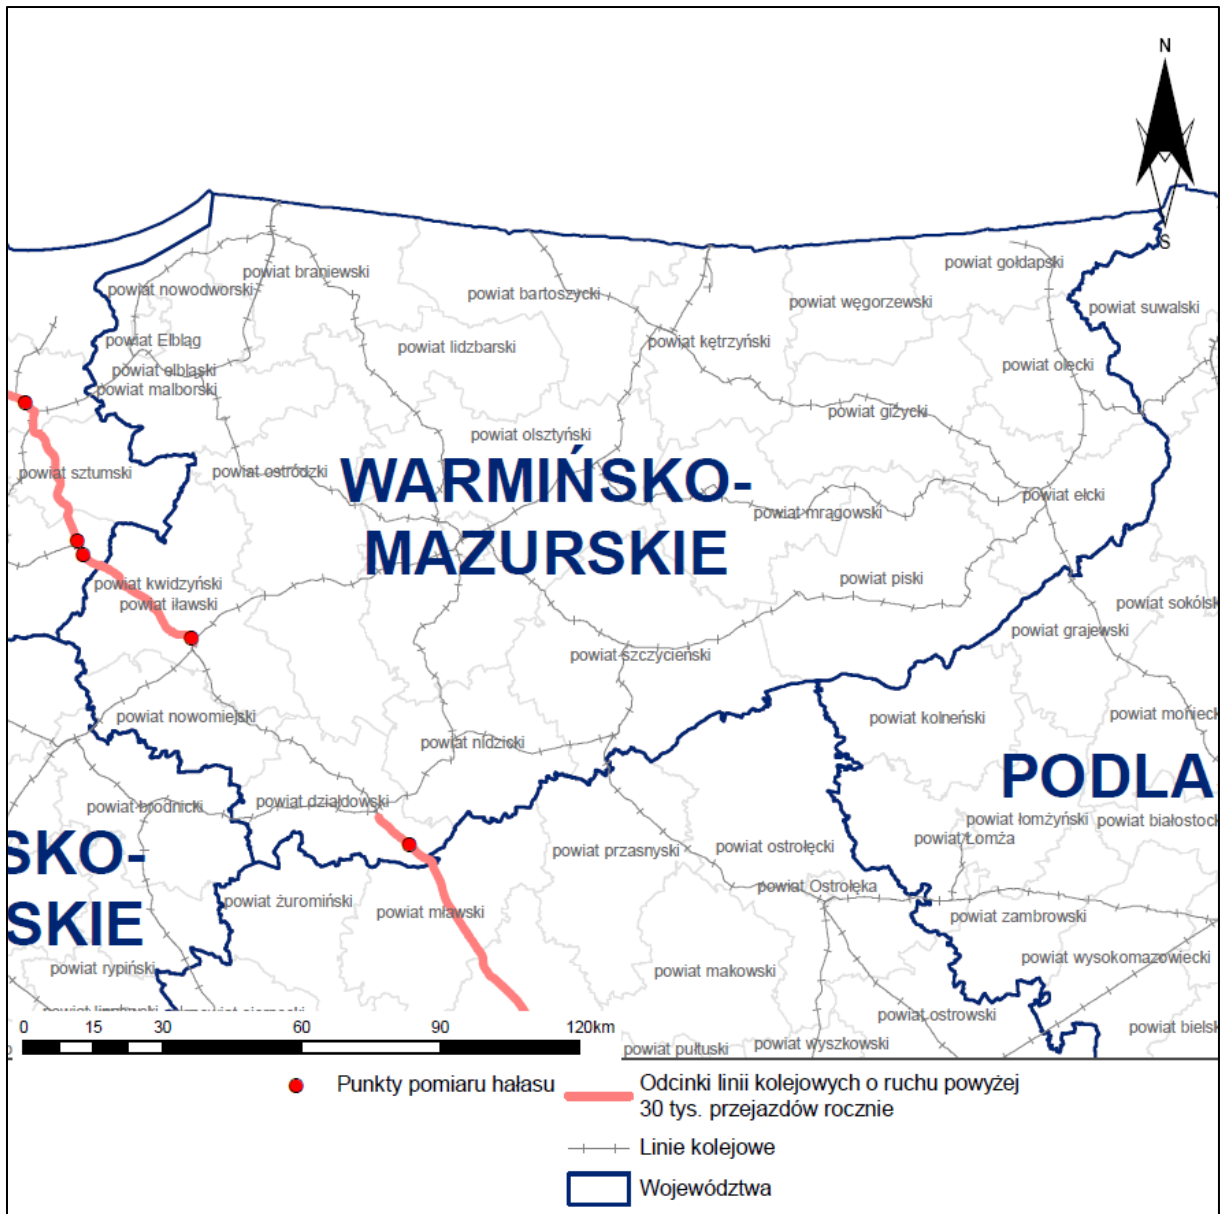 N
S
powiat gołdapski
powiat braniewski
powiat nowodworski
powiat bartoszycki
powiat węgorzewski
powiat suwalski
powiat Elbląg
powiat lidzbarski
powiat kętrzyński
powiat elbląski
powiat malborski
powiat olecki
powiat giżycki
powiat olsztyński
powiat sztumski
powiat ostródzki
WARMIŃSKO-
MAZURSKIE
powiat mrągowski
powiat ełcki
powiat kwidzyński
powiat iławski
powiat piski
powiat sokólsk
powiat grajewski
powiat szczycieński
powiat nowomiejski
powiat nidzicki
powiat kolneński
powiat monieck
PODLA
powiat brodnicki
powiat działdowski
powiat łomżyński
powiat białostock
powiat Łomża
SKO-
SKIE
powiat przasnyski
powiat ostrołęcki
powiat Ostrołęka
powiat żuromiński
powiat mławski
powiat zambrowski
powiat rypiński
powiat makowski
powiat wysokomazowiecki
powiat ostrowski
powiat bielsk
powiat pułtuski
powiat wyszkowski
0 15 30 60 90 120km
Punkty pomiaru hałasu
Odcinki linii kolejowych o ruchu powyżej
30 tys. przejazdów rocznie
Linie kolejowe
Województwa